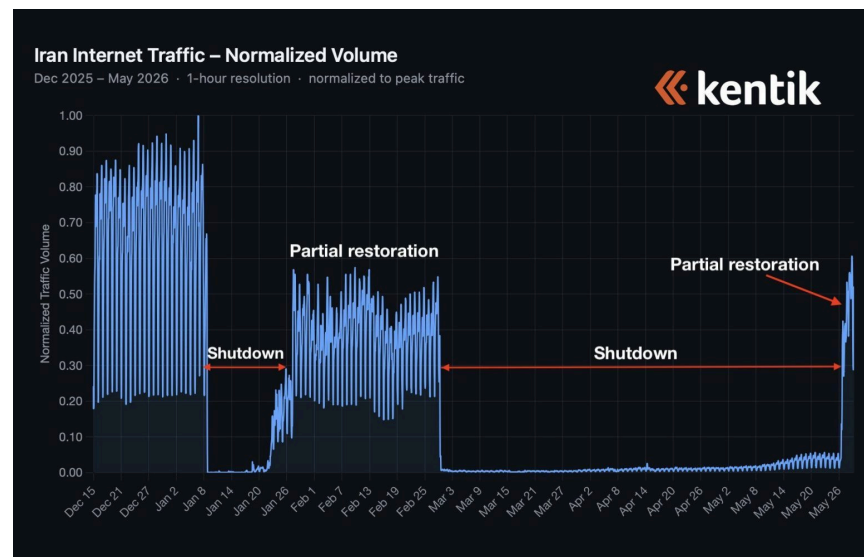 Iran Internet Traffic – Normalized Volume
Dec 2025 – May 2026 · 1-hour resolution · normalized to peak traffic
kentik
Normalized Traffic Volume
1.00
0.90
0.80
0.70
0.60
0.50
0.40
0.30
0.20
0.10
0.00
Partial restoration
Partial restoration
Shutdown
Shutdown
Dec 15
Dec 21
Dec 27
Jan 2
Jan 8
Jan 14
Jan 20
Jan 26
Feb 1
Feb 7
Feb 13
Feb 19
Feb 25
Mar 3
Mar 9
Mar 15
Mar 21
Mar 27
Apr 2
Apr 8
Apr 14
Apr 20
Apr 26
May 2
May 8
May 14
May 20
May 26